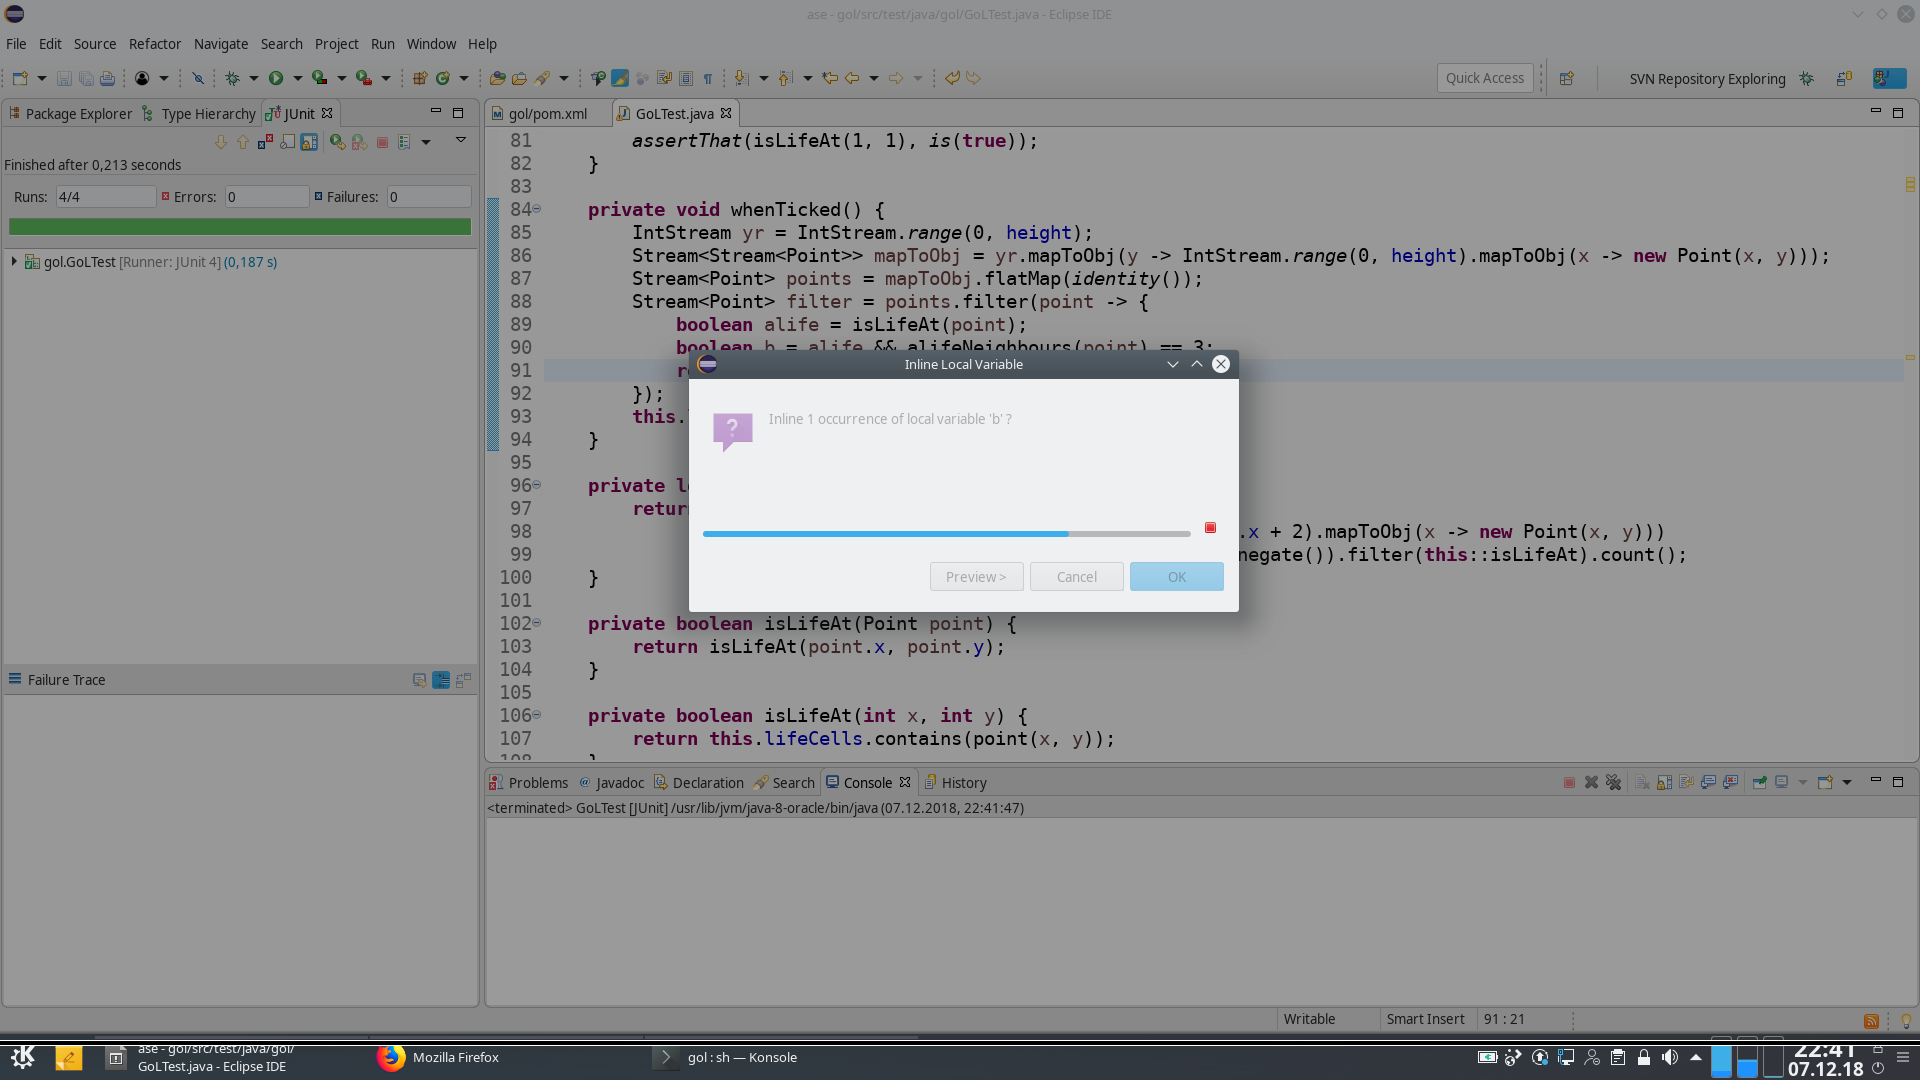 ase - gol/src/test/java/gol/GoLTest.java - Eclipse IDE
File Edit Source Refactor Navigate Search Project Run Window Help
Quick Access
SVN Repository Exploring
Package Explorer Type Hierarchy JUnit
gol/pom.xml GoLTest.java
Finished after 0,213 seconds
Runs: 4/4 Errors: 0 Failures: 0
gol.GoLTest [Runner: JUnit 4] (0,187 s)
Failure Trace
81 assertThat(isLifeAt(1, 1), is(true));
82 }
83
84 private void whenTicked() {
85 IntStream yr = IntStream.range(0, height);
86 Stream<Stream<Point>> mapToObj = yr.mapToObj(y -> IntStream.range(0, height).mapToObj(x -> new Point(x, y)));
87 Stream<Point> points = mapToObj.flatMap(identity());
88 Stream<Point> filter = points.filter(point -> {
89 boolean alife = isLifeAt(point);
90 boolean b = alife && alifeNeighbours(point) == 3;
91
92 });
93 this.
94 }
95
96 private
97
98 .x + 2).mapToObj(x -> new Point(x, y)))
99 negate()).filter(this::isLifeAt).count();
100 }
101
102 private boolean isLifeAt(Point point) {
103 return isLifeAt(point.x, point.y);
104 }
105
106 private boolean isLifeAt(int x, int y) {
107 return this.lifeCells.contains(point(x, y));
108 }
Inline Local Variable
Inline 1 occurrence of local variable 'b' ?
Preview > Cancel OK
Problems Javadoc Declaration Search Console History
<terminated> GoLTest [JUnit] /usr/lib/jvm/java-8-oracle/bin/java (07.12.2018, 22:41:47)
Writable Smart Insert 91 : 21
ase - gol/src/test/java/gol/
GoLTest.java - Eclipse IDE
Mozilla Firefox
gol : sh — Konsole
22:41
07.12.18